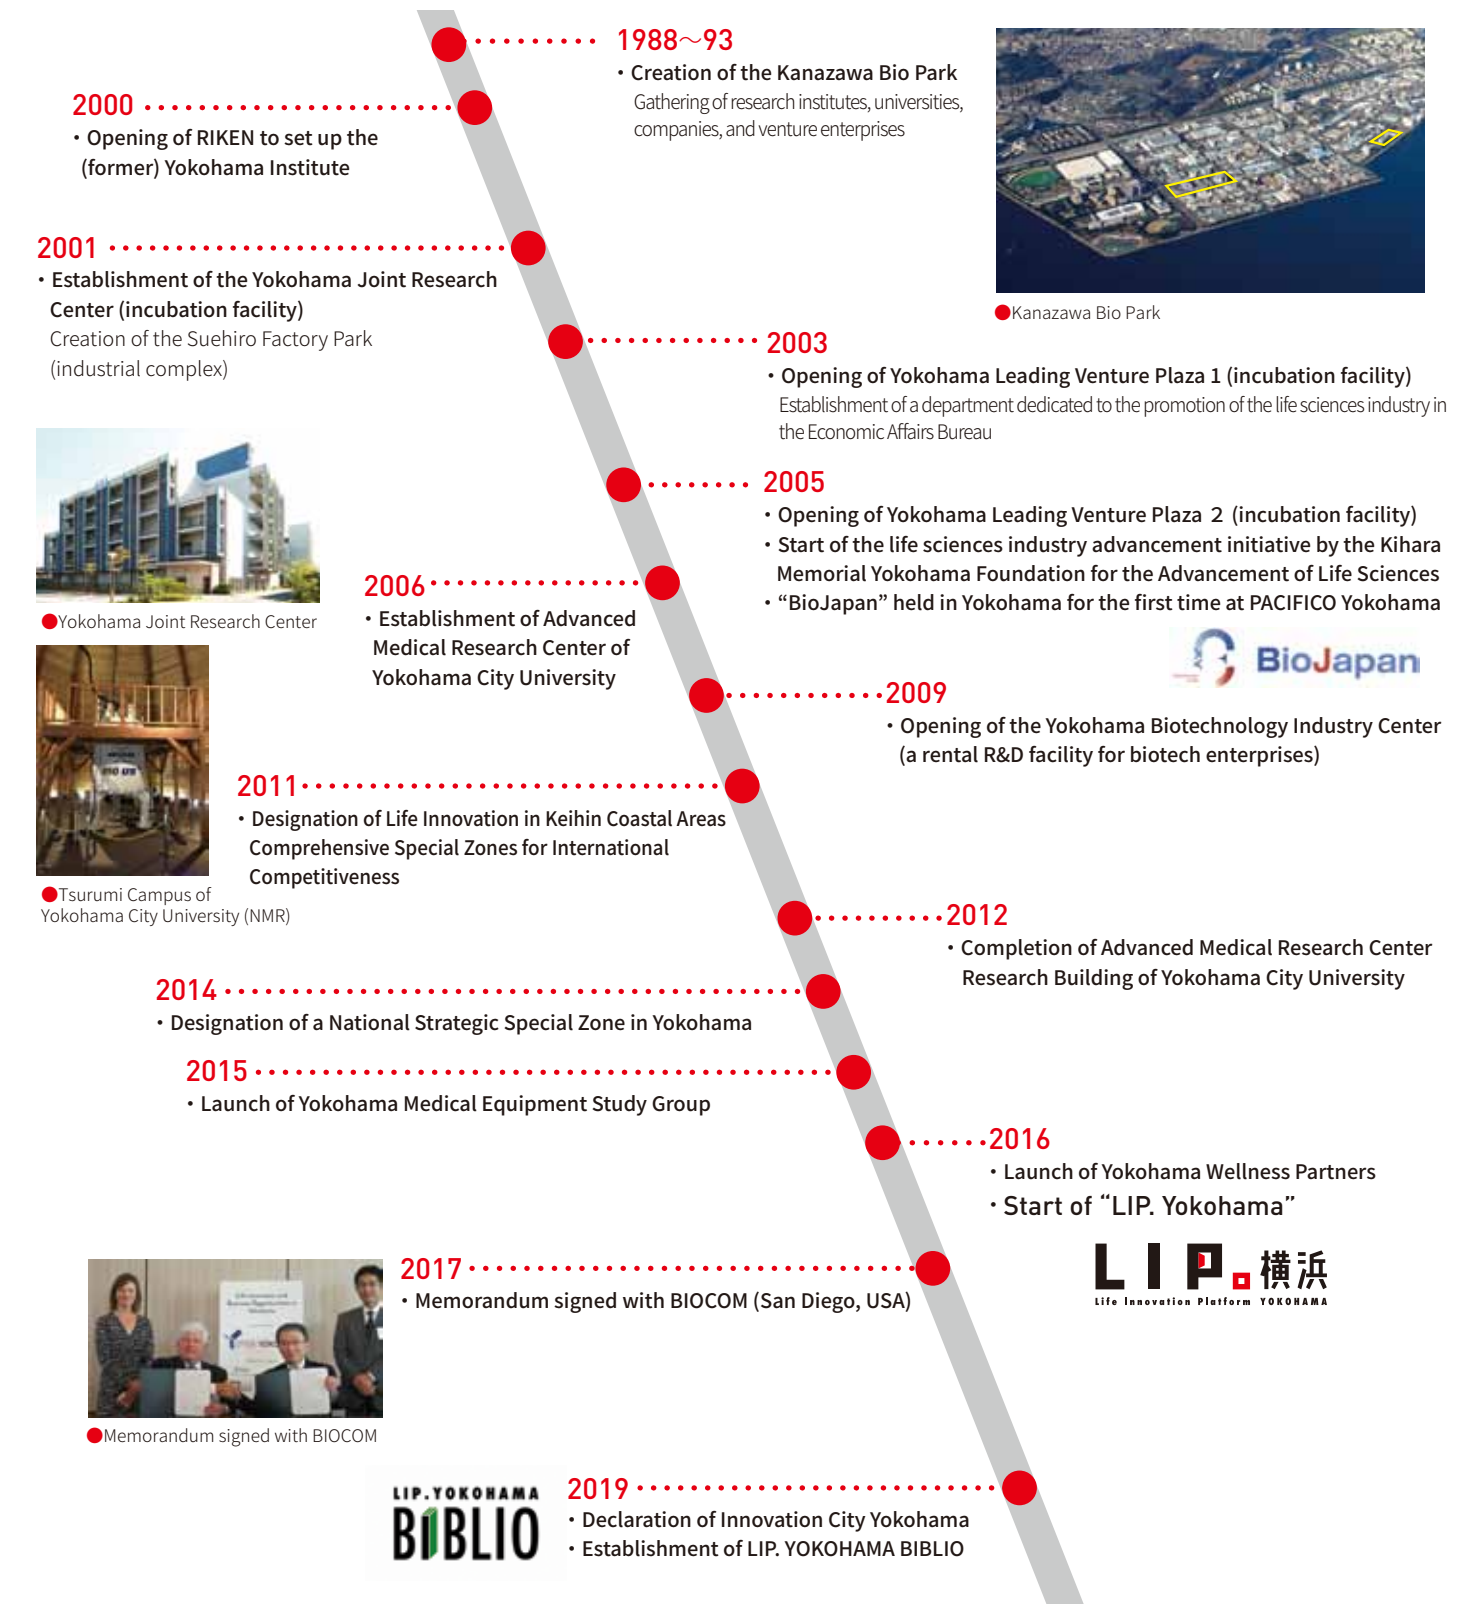 1988～93
・Creation of the Kanazawa Bio Park
Gathering of research institutes, universities,
companies, and venture enterprises
2000
・Opening of RIKEN to set up the
(former) Yokohama Institute
2001
・Establishment of the Yokohama Joint Research
Center (incubation facility)
Creation of the Suehiro Factory Park
(industrial complex)
●Kanazawa Bio Park
2003
・Opening of Yokohama Leading Venture Plaza 1 (incubation facility)
Establishment of a department dedicated to the promotion of the life sciences industry in
the Economic Affairs Bureau
2005
・Opening of Yokohama Leading Venture Plaza ２ (incubation facility)
・Start of the life sciences industry advancement initiative by the Kihara
Memorial Yokohama Foundation for the Advancement of Life Sciences
・“BioJapan” held in Yokohama for the first time at PACIFICO Yokohama
BioJapan
●Yokohama Joint Research Center
2006
・Establishment of Advanced
Medical Research Center of
Yokohama City University
2009
・Opening of the Yokohama Biotechnology Industry Center
(a rental R&D facility for biotech enterprises)
2011
・Designation of Life Innovation in Keihin Coastal Areas
Comprehensive Special Zones for International
Competitiveness
●Tsurumi Campus of
Yokohama City University (NMR)
2012
・Completion of Advanced Medical Research Center
Research Building of Yokohama City University
2014
・Designation of a National Strategic Special Zone in Yokohama
2015
・Launch of Yokohama Medical Equipment Study Group
2016
・Launch of Yokohama Wellness Partners
・Start of “LIP. Yokohama”
LIP.横浜
Life Innovation Platform YOKOHAMA
2017
・Memorandum signed with BIOCOM (San Diego, USA)
●Memorandum signed with BIOCOM
LIP.YOKOHAMA
BIBLIO
2019
・Declaration of Innovation City Yokohama
・Establishment of LIP. YOKOHAMA BIBLIO